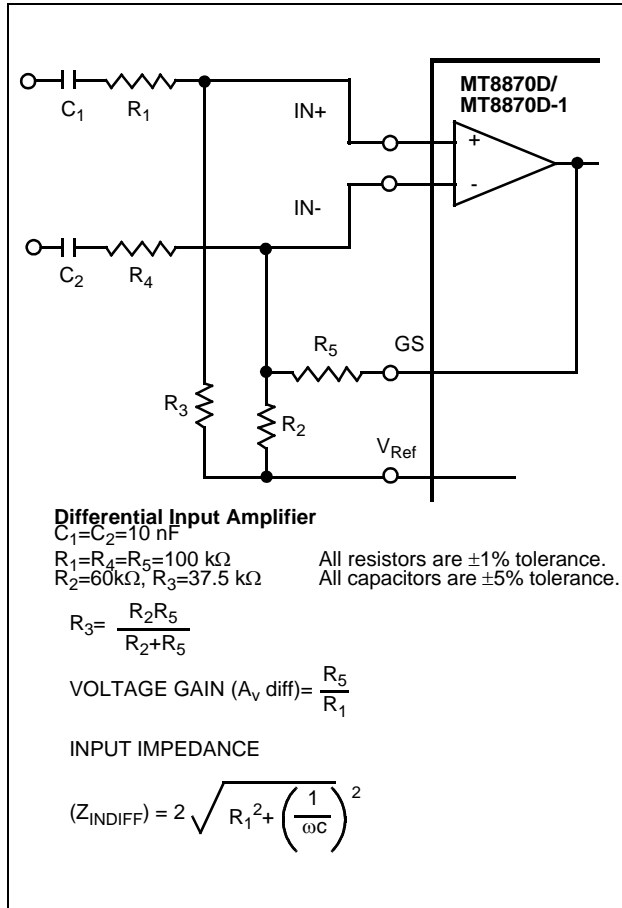 MT8870D/
MT8870D-1
C₁
R₁
IN+
+
-
IN-
C₂
R₄
R₅
GS
R₃
R₂
V_Ref
Differential Input Amplifier
C₁=C₂=10 nF
R₁=R₄=R₅=100 kΩ All resistors are ±1% tolerance.
R₂=60kΩ, R₃=37.5 kΩ All capacitors are ±5% tolerance.
R₃= R₂R₅ / R₂+R₅
VOLTAGE GAIN (Aᵥ diff)= R₅ / R₁
INPUT IMPEDANCE
(Z_INDIFF) = 2 √ R₁²+ (1 / ωc)²